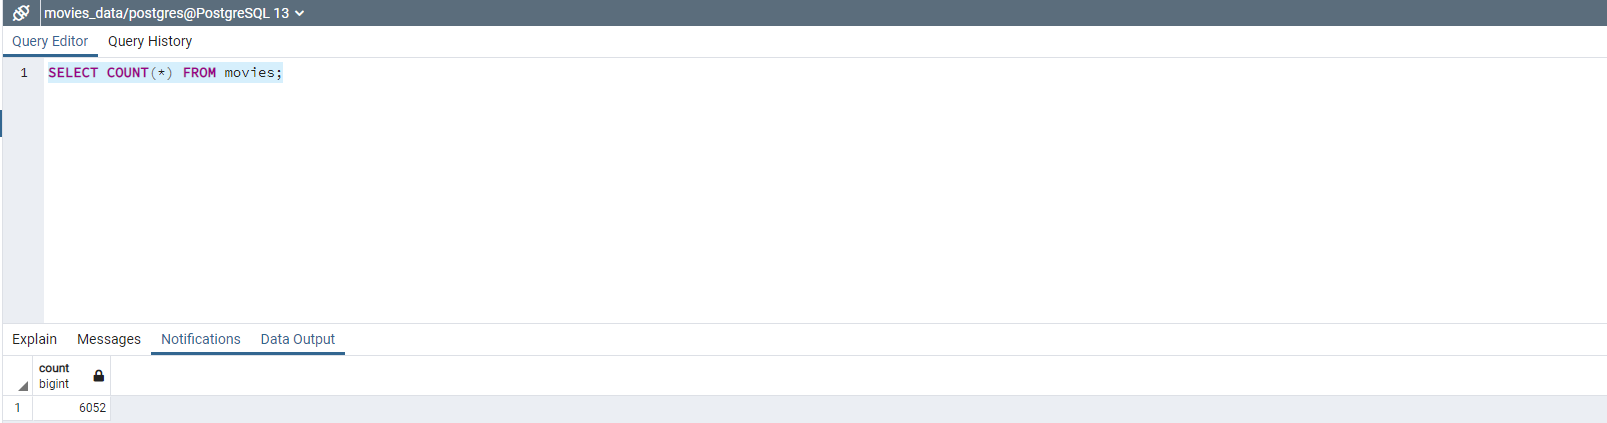 movies_data/postgres@PostgreSQL 13
Query Editor Query History
1 SELECT COUNT(*) FROM movies;
Explain Messages Notifications Data Output
count
bigint
1 6052